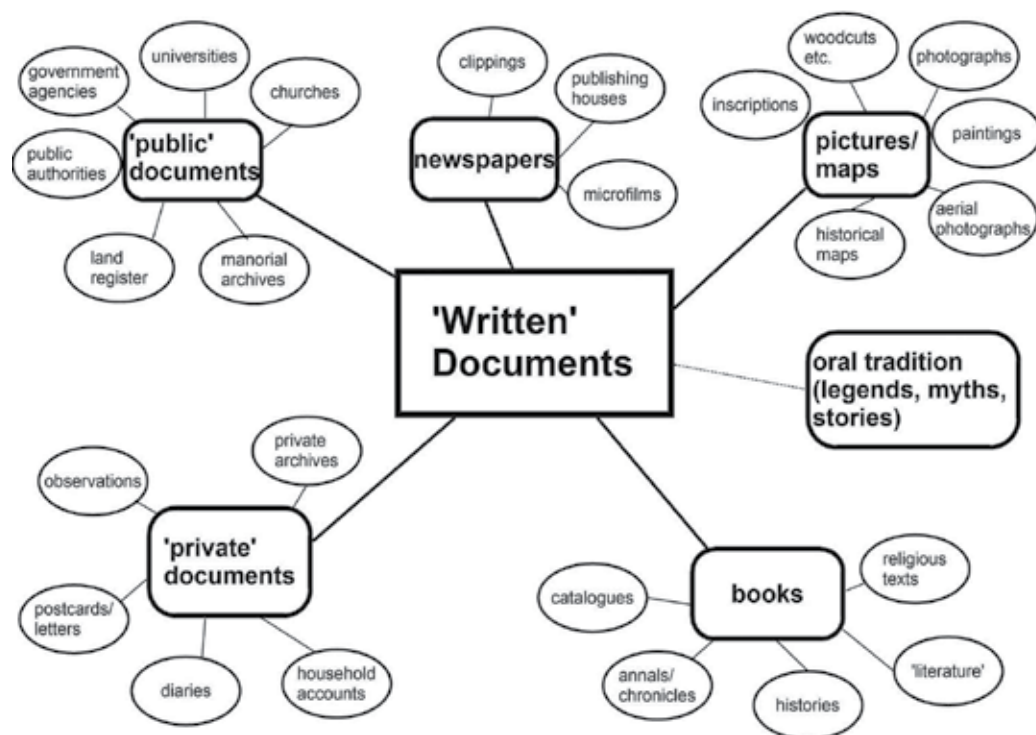 universities
government
agencies
churches
public
authorities
'public'
documents
land
register
manorial
archives
clippings
publishing
houses
newspapers
microfilms
woodcuts
etc.
photographs
inscriptions
pictures/
maps
paintings
historical
maps
aerial
photographs
'Written'
Documents
oral tradition
(legends, myths,
stories)
private
archives
observations
'private'
documents
postcards/
letters
diaries
household
accounts
religious
texts
catalogues
books
annals/
chronicles
histories
'literature'